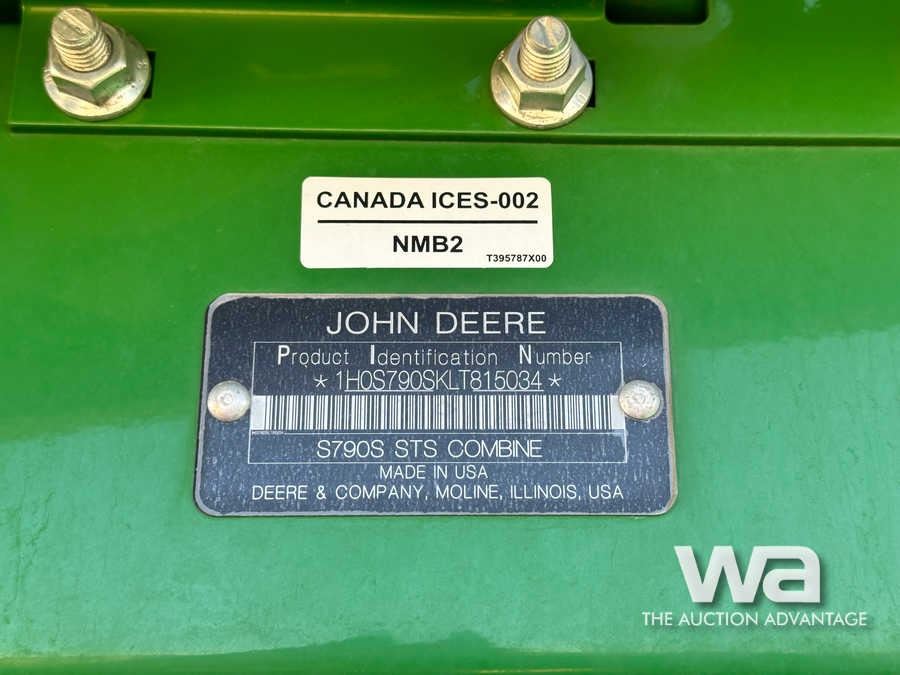 CANADA ICES-002
NMB2
T395787X00
JOHN DEERE
Product Identification Number
* 1H0S790SKLT815034 *
S790S STS COMBINE
MADE IN USA
DEERE & COMPANY, MOLINE, ILLINOIS, USA
wa
THE AUCTION ADVANTAGE